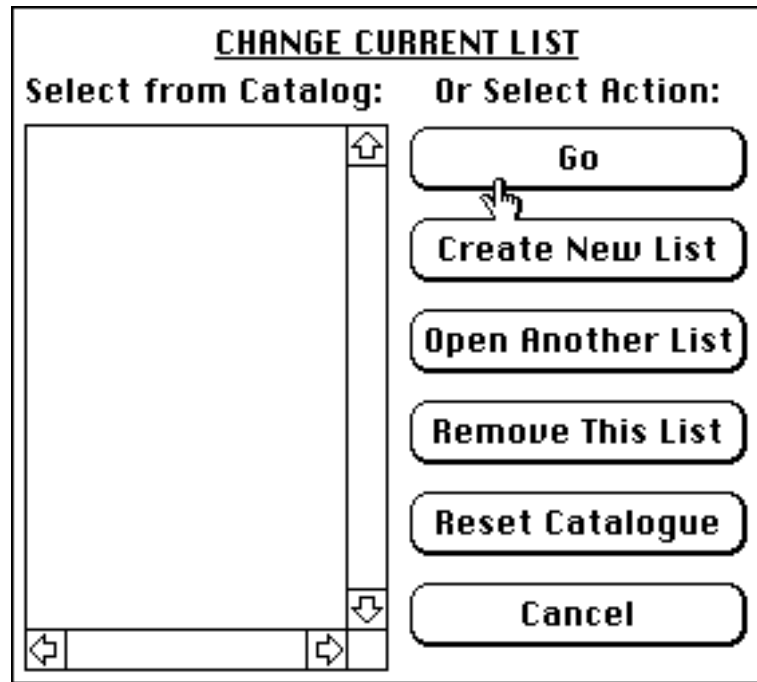 CHANGE CURRENT LIST
Select from Catalog:
Or Select Action:
Go
Create New List
Open Another List
Remove This List
Reset Catalogue
Cancel